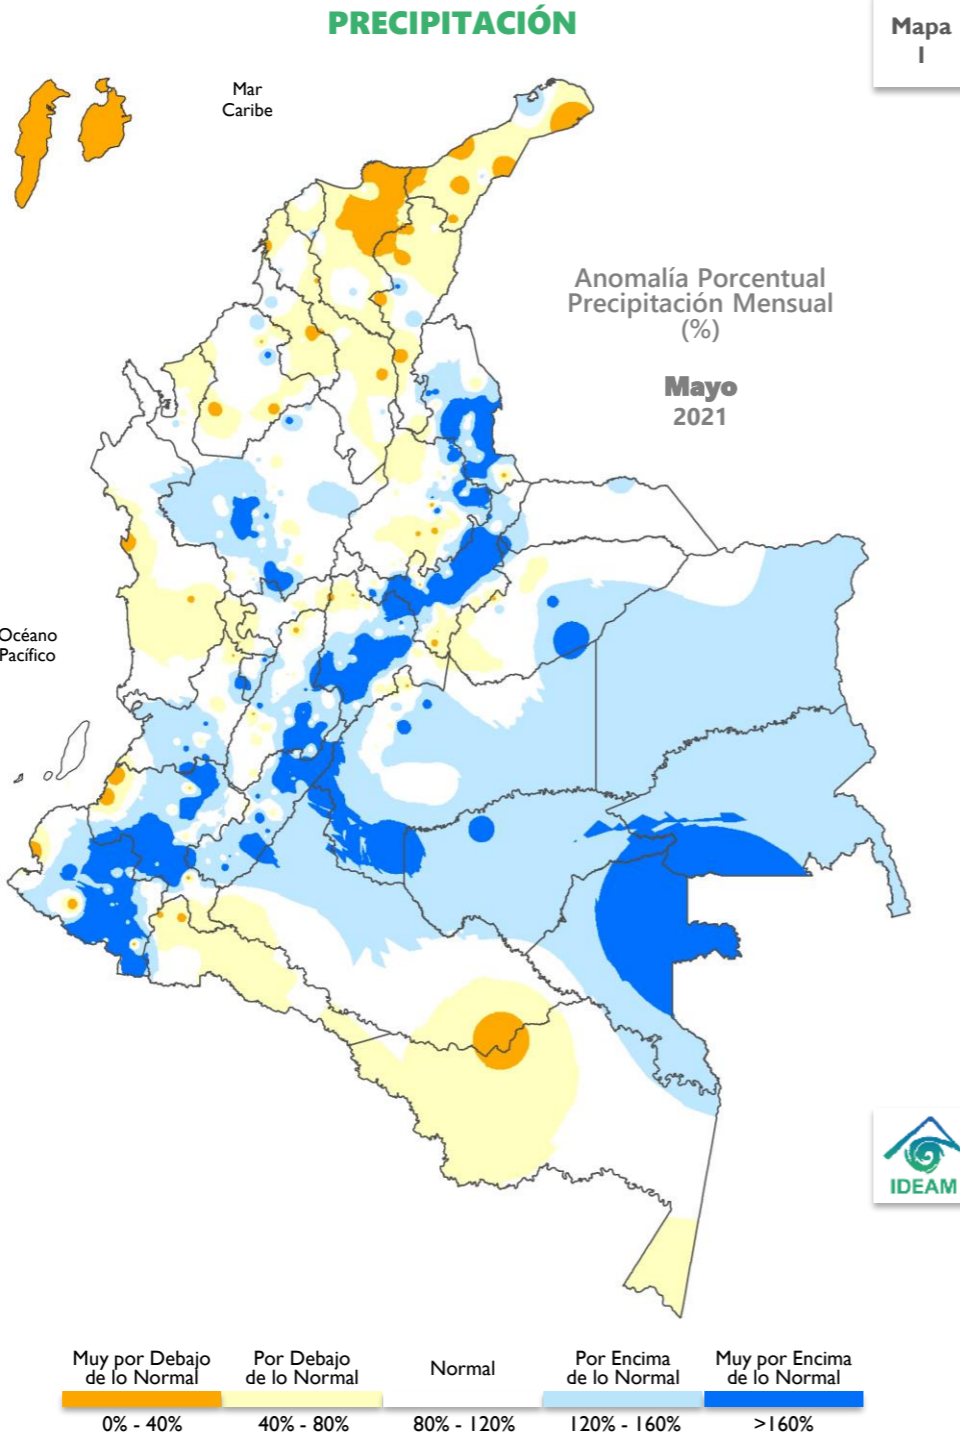 PRECIPITACIÓN
Mapa
1
Mar
Caribe
Anomalía Porcentual
Precipitación Mensual
(%)
Mayo
2021
Océano
Pacífico
IDEAM
Muy por Debajo
de lo Normal
Por Debajo
de lo Normal
Normal
Por Encima
de lo Normal
Muy por Encima
de lo Normal
0% - 40%
40% - 80%
80% - 120%
120% - 160%
>160%